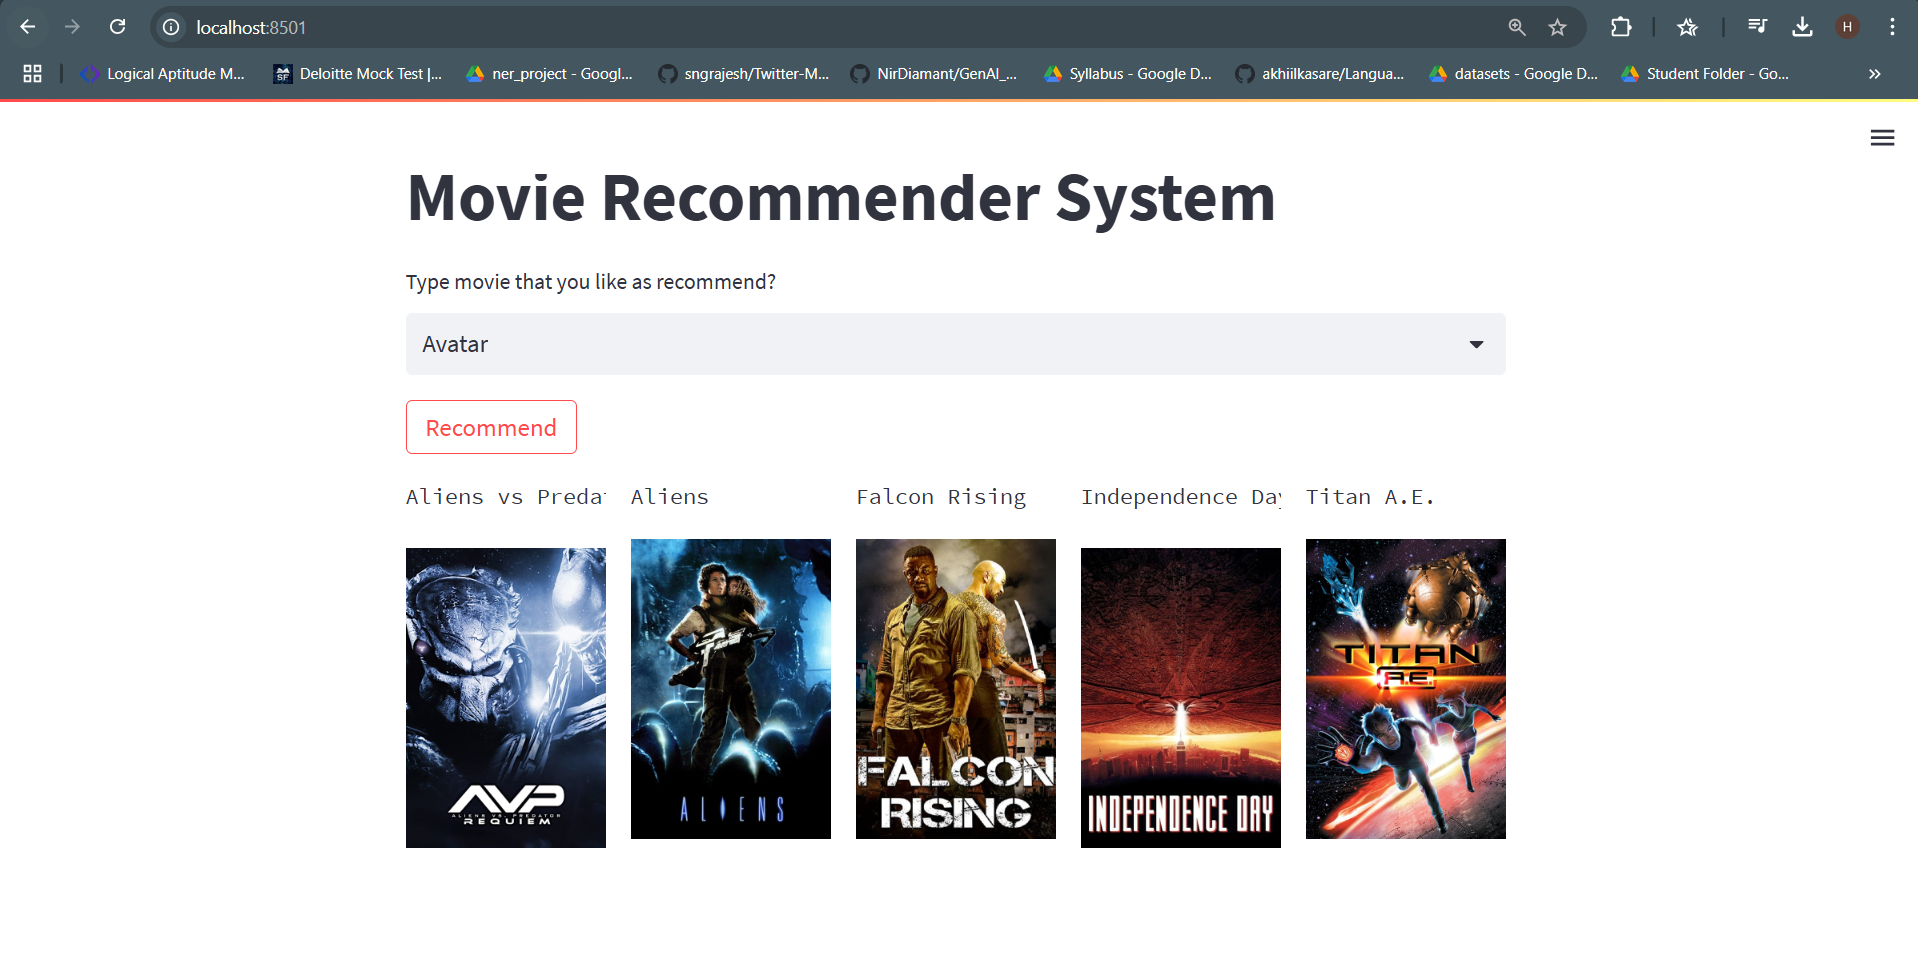 localhost:8501
H
Logical Aptitude M...
Deloitte Mock Test |...
ner_project - Googl...
sngrajesh/Twitter-M...
NirDiamant/GenAI_...
Syllabus - Google D...
akhiilkasare/Langua...
datasets - Google D...
Student Folder - Go...
Movie Recommender System
Type movie that you like as recommend?
Avatar
Recommend
Aliens vs Predat
Aliens
Falcon Rising
Independence Day
Titan A.E.
AVP
ALIENS VS. PREDATOR
REQUIEM
ALIENS
FALCON
RISING
INDEPENDENCE DAY
TITAN
A.E.